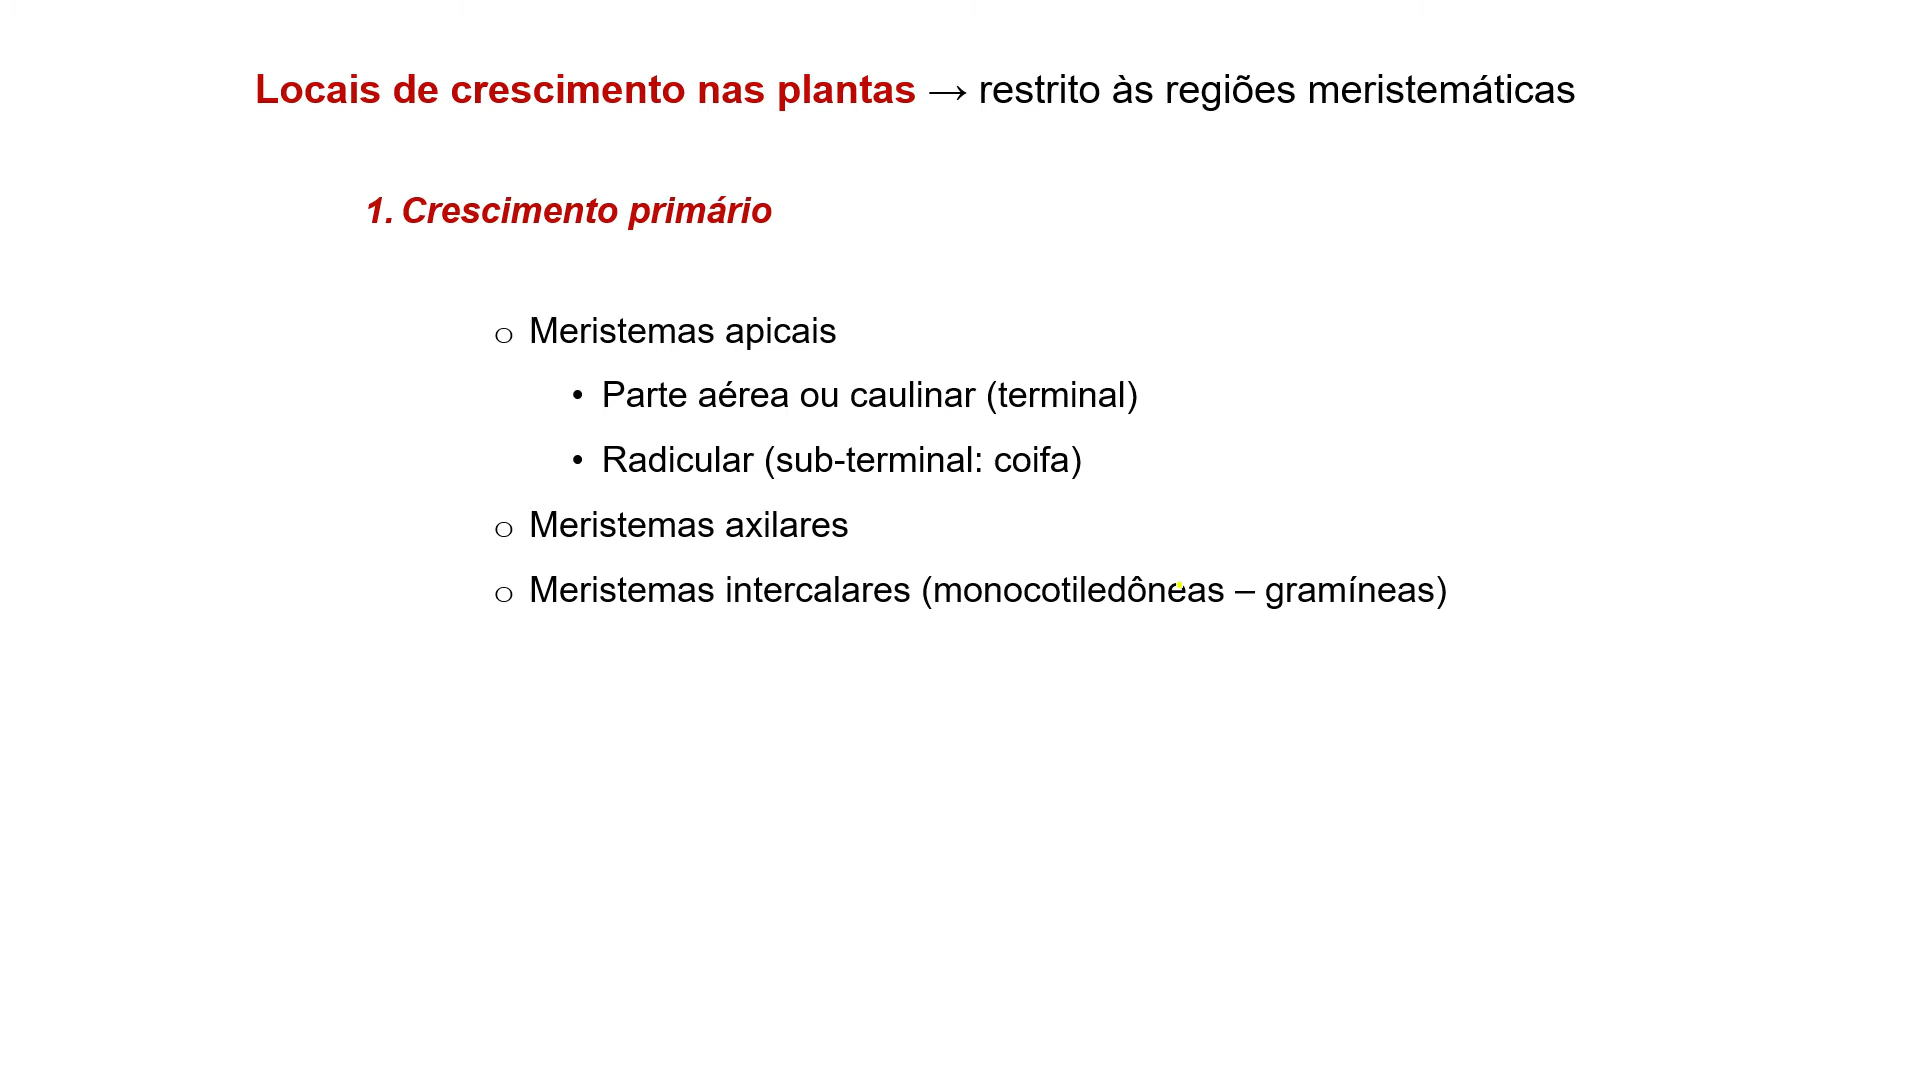 Locais de crescimento nas plantas → restrito às regiões meristemáticas
1. Crescimento primário
o Meristemas apicais
• Parte aérea ou caulinar (terminal)
• Radicular (sub-terminal: coifa)
o Meristemas axilares
o Meristemas intercalares (monocotiledôneas – gramíneas)